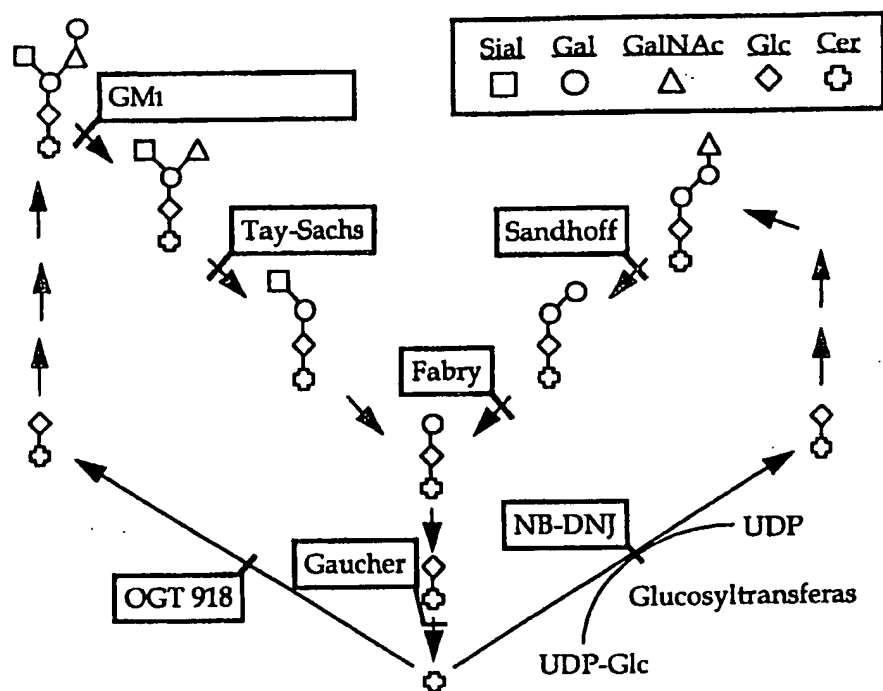 Sial Gal GalNAc Glc Cer
GM1
Tay-Sachs
Sandhoff
Fabry
NB-DNJ
UDP
Gaucher
OGT 918
Glucosyltransferas
UDP-Glc